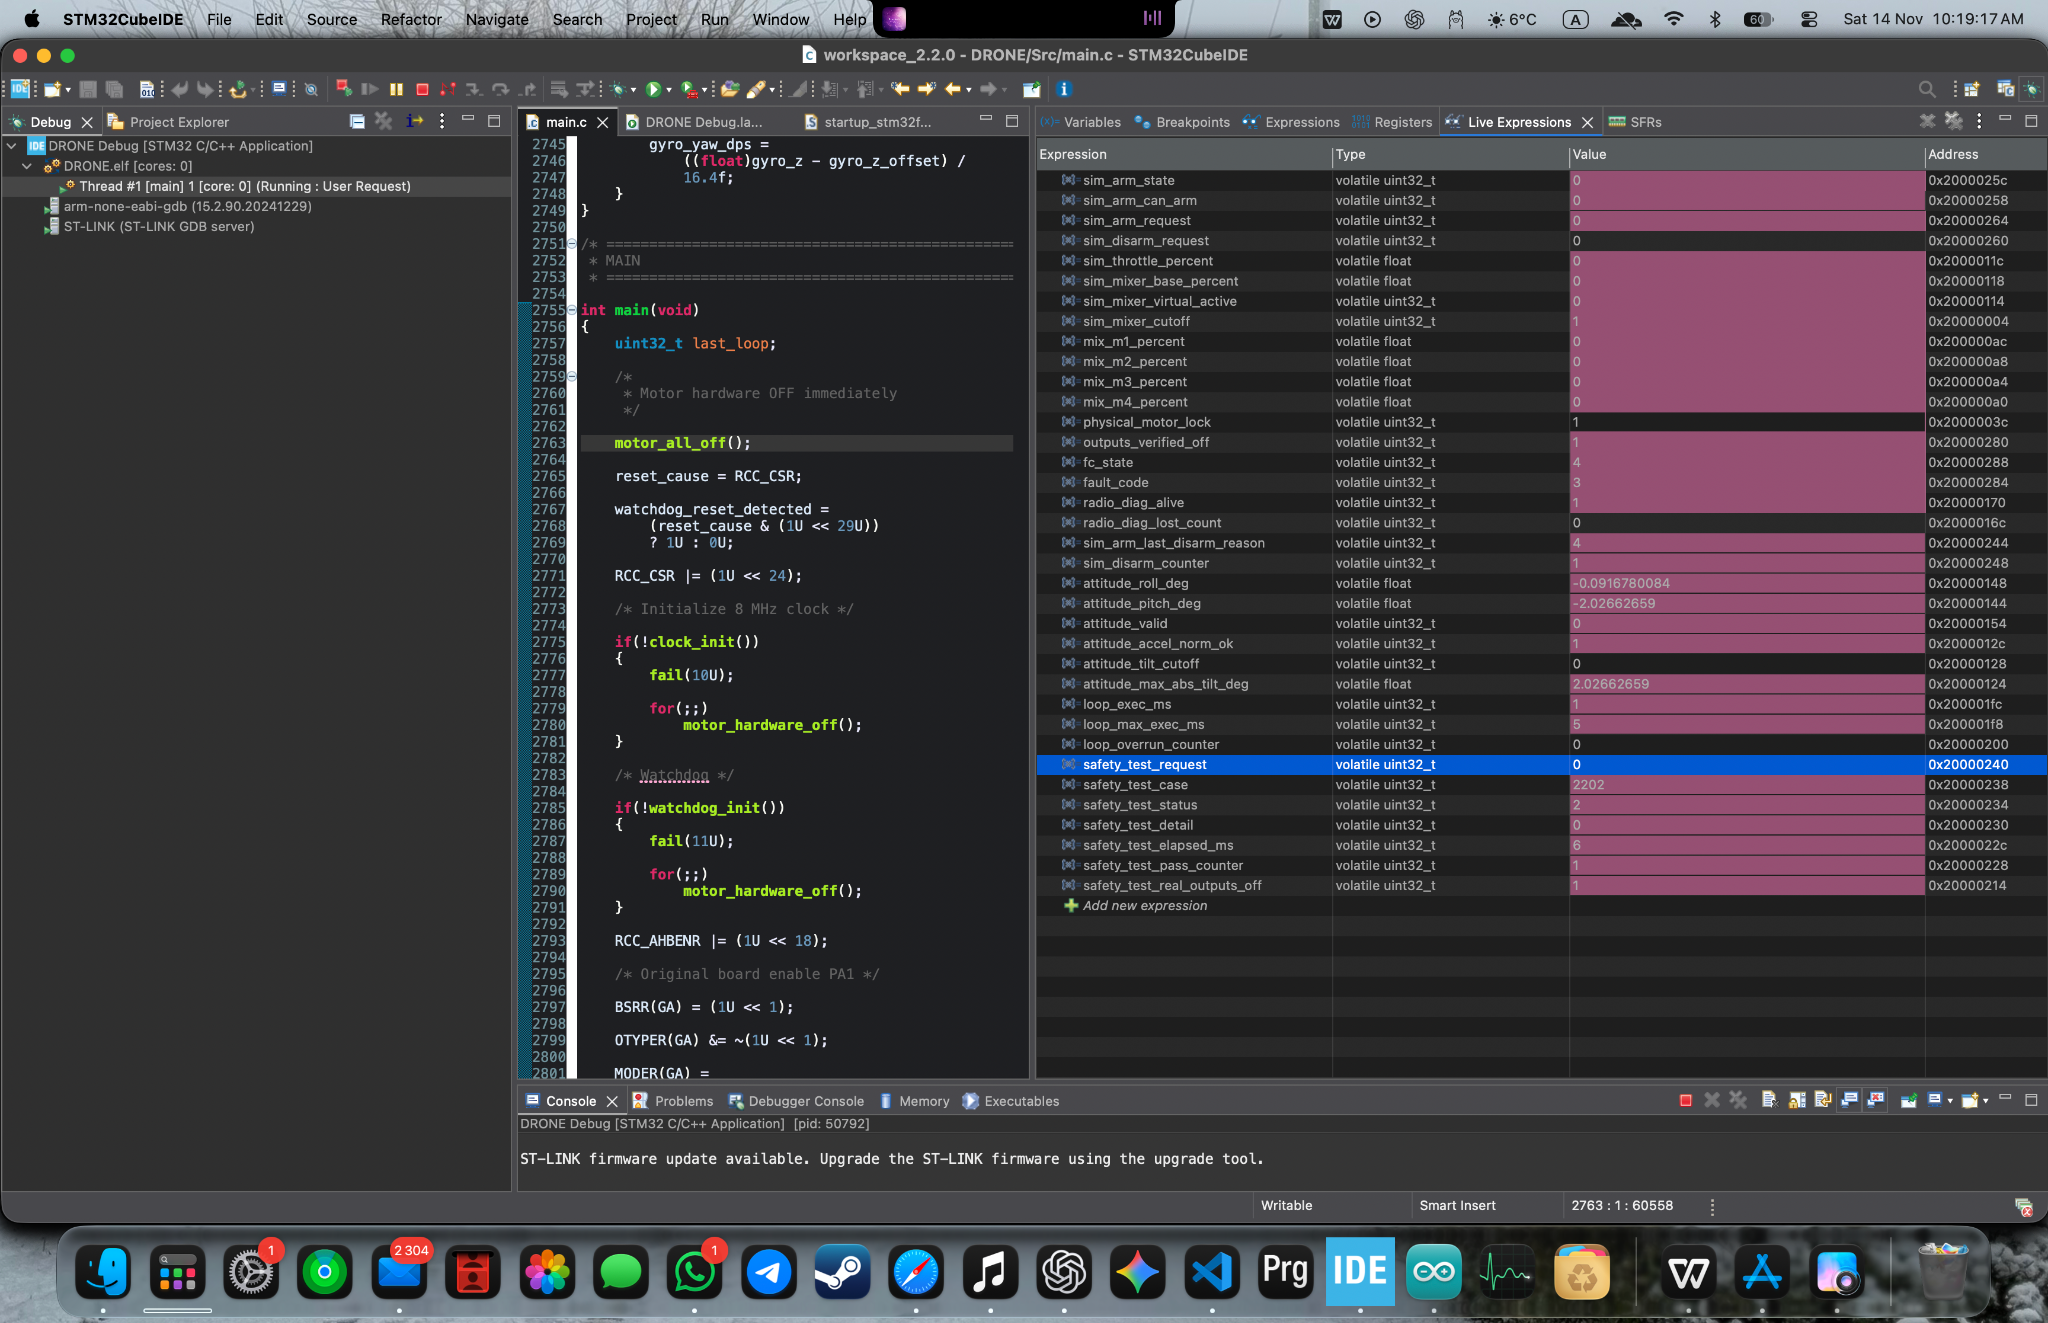 STM32CubeIDE File Edit Source Refactor Navigate Search Project Run Window Help 6°C A 60 Sat 14 Nov 10:19:17 AM
workspace_2.2.0 - DRONE/Src/main.c - STM32CubeIDE
Debug Project Explorer
IDE DRONE Debug [STM32 C/C++ Application]
DRONE.elf [cores: 0]
Thread #1 [main] 1 [core: 0] (Running : User Request)
arm-none-eabi-gdb (15.2.90.20241229)
ST-LINK (ST-LINK GDB server)
main.c DRONE Debug.la... startup_stm32f...
2745 gyro_yaw_dps =
2746 ((float)gyro_z - gyro_z_offset) /
2747 16.4f;
2748 }
2749 }
2750
2751 /* ===============================================
2752 * MAIN
2753 * ===============================================
2754
2755 int main(void)
2756 {
2757 uint32_t last_loop;
2758
2759 /*
2760 * Motor hardware OFF immediately
2761 */
2762
2763 motor_all_off();
2764
2765 reset_cause = RCC_CSR;
2766
2767 watchdog_reset_detected =
2768 (reset_cause & (1U << 29U))
2769 ? 1U : 0U;
2770
2771 RCC_CSR |= (1U << 24);
2772
2773 /* Initialize 8 MHz clock */
2774
2775 if(!clock_init())
2776 {
2777 fail(10U);
2778
2779 for(;;)
2780 motor_hardware_off();
2781 }
2782
2783 /* Watchdog */
2784
2785 if(!watchdog_init())
2786 {
2787 fail(11U);
2788
2789 for(;;)
2790 motor_hardware_off();
2791 }
2792
2793 RCC_AHBENR |= (1U << 18);
2794
2795 /* Original board enable PA1 */
2796
2797 BSRR(GA) = (1U << 1);
2798
2799 OTYPER(GA) &= ~(1U << 1);
2800
2801 MODER(GA) =
Variables Breakpoints Expressions Registers Live Expressions SFRs
Expression Type Value Address
sim_arm_state volatile uint32_t 0 0x2000025c
sim_arm_can_arm volatile uint32_t 0 0x20000258
sim_arm_request volatile uint32_t 0 0x20000264
sim_disarm_request volatile uint32_t 0 0x20000260
sim_throttle_percent volatile float 0 0x2000011c
sim_mixer_base_percent volatile float 0 0x20000118
sim_mixer_virtual_active volatile uint32_t 0 0x20000114
sim_mixer_cutoff volatile uint32_t 1 0x20000004
mix_m1_percent volatile float 0 0x200000ac
mix_m2_percent volatile float 0 0x200000a8
mix_m3_percent volatile float 0 0x200000a4
mix_m4_percent volatile float 0 0x200000a0
physical_motor_lock volatile uint32_t 1 0x2000003c
outputs_verified_off volatile uint32_t 1 0x20000280
fc_state volatile uint32_t 4 0x20000288
fault_code volatile uint32_t 3 0x20000284
radio_diag_alive volatile uint32_t 1 0x20000170
radio_diag_lost_count volatile uint32_t 0 0x2000016c
sim_arm_last_disarm_reason volatile uint32_t 4 0x20000244
sim_disarm_counter volatile uint32_t 1 0x20000248
attitude_roll_deg volatile float -0.0916780084 0x20000148
attitude_pitch_deg volatile float -2.02662659 0x20000144
attitude_valid volatile uint32_t 0 0x20000154
attitude_accel_norm_ok volatile uint32_t 1 0x2000012c
attitude_tilt_cutoff volatile uint32_t 0 0x20000128
attitude_max_abs_tilt_deg volatile float 2.02662659 0x20000124
loop_exec_ms volatile uint32_t 1 0x200001fc
loop_max_exec_ms volatile uint32_t 5 0x200001f8
loop_overrun_counter volatile uint32_t 0 0x20000200
safety_test_request volatile uint32_t 0 0x20000240
safety_test_case volatile uint32_t 2202 0x20000238
safety_test_status volatile uint32_t 2 0x20000234
safety_test_detail volatile uint32_t 0 0x20000230
safety_test_elapsed_ms volatile uint32_t 6 0x2000022c
safety_test_pass_counter volatile uint32_t 1 0x20000228
safety_test_real_outputs_off volatile uint32_t 1 0x20000214
Add new expression
Console Problems Debugger Console Memory Executables
DRONE Debug [STM32 C/C++ Application] [pid: 50792]
ST-LINK firmware update available. Upgrade the ST-LINK firmware using the upgrade tool.
Writable Smart Insert 2763 : 1 : 60558
1 2 304 1 Prg IDE